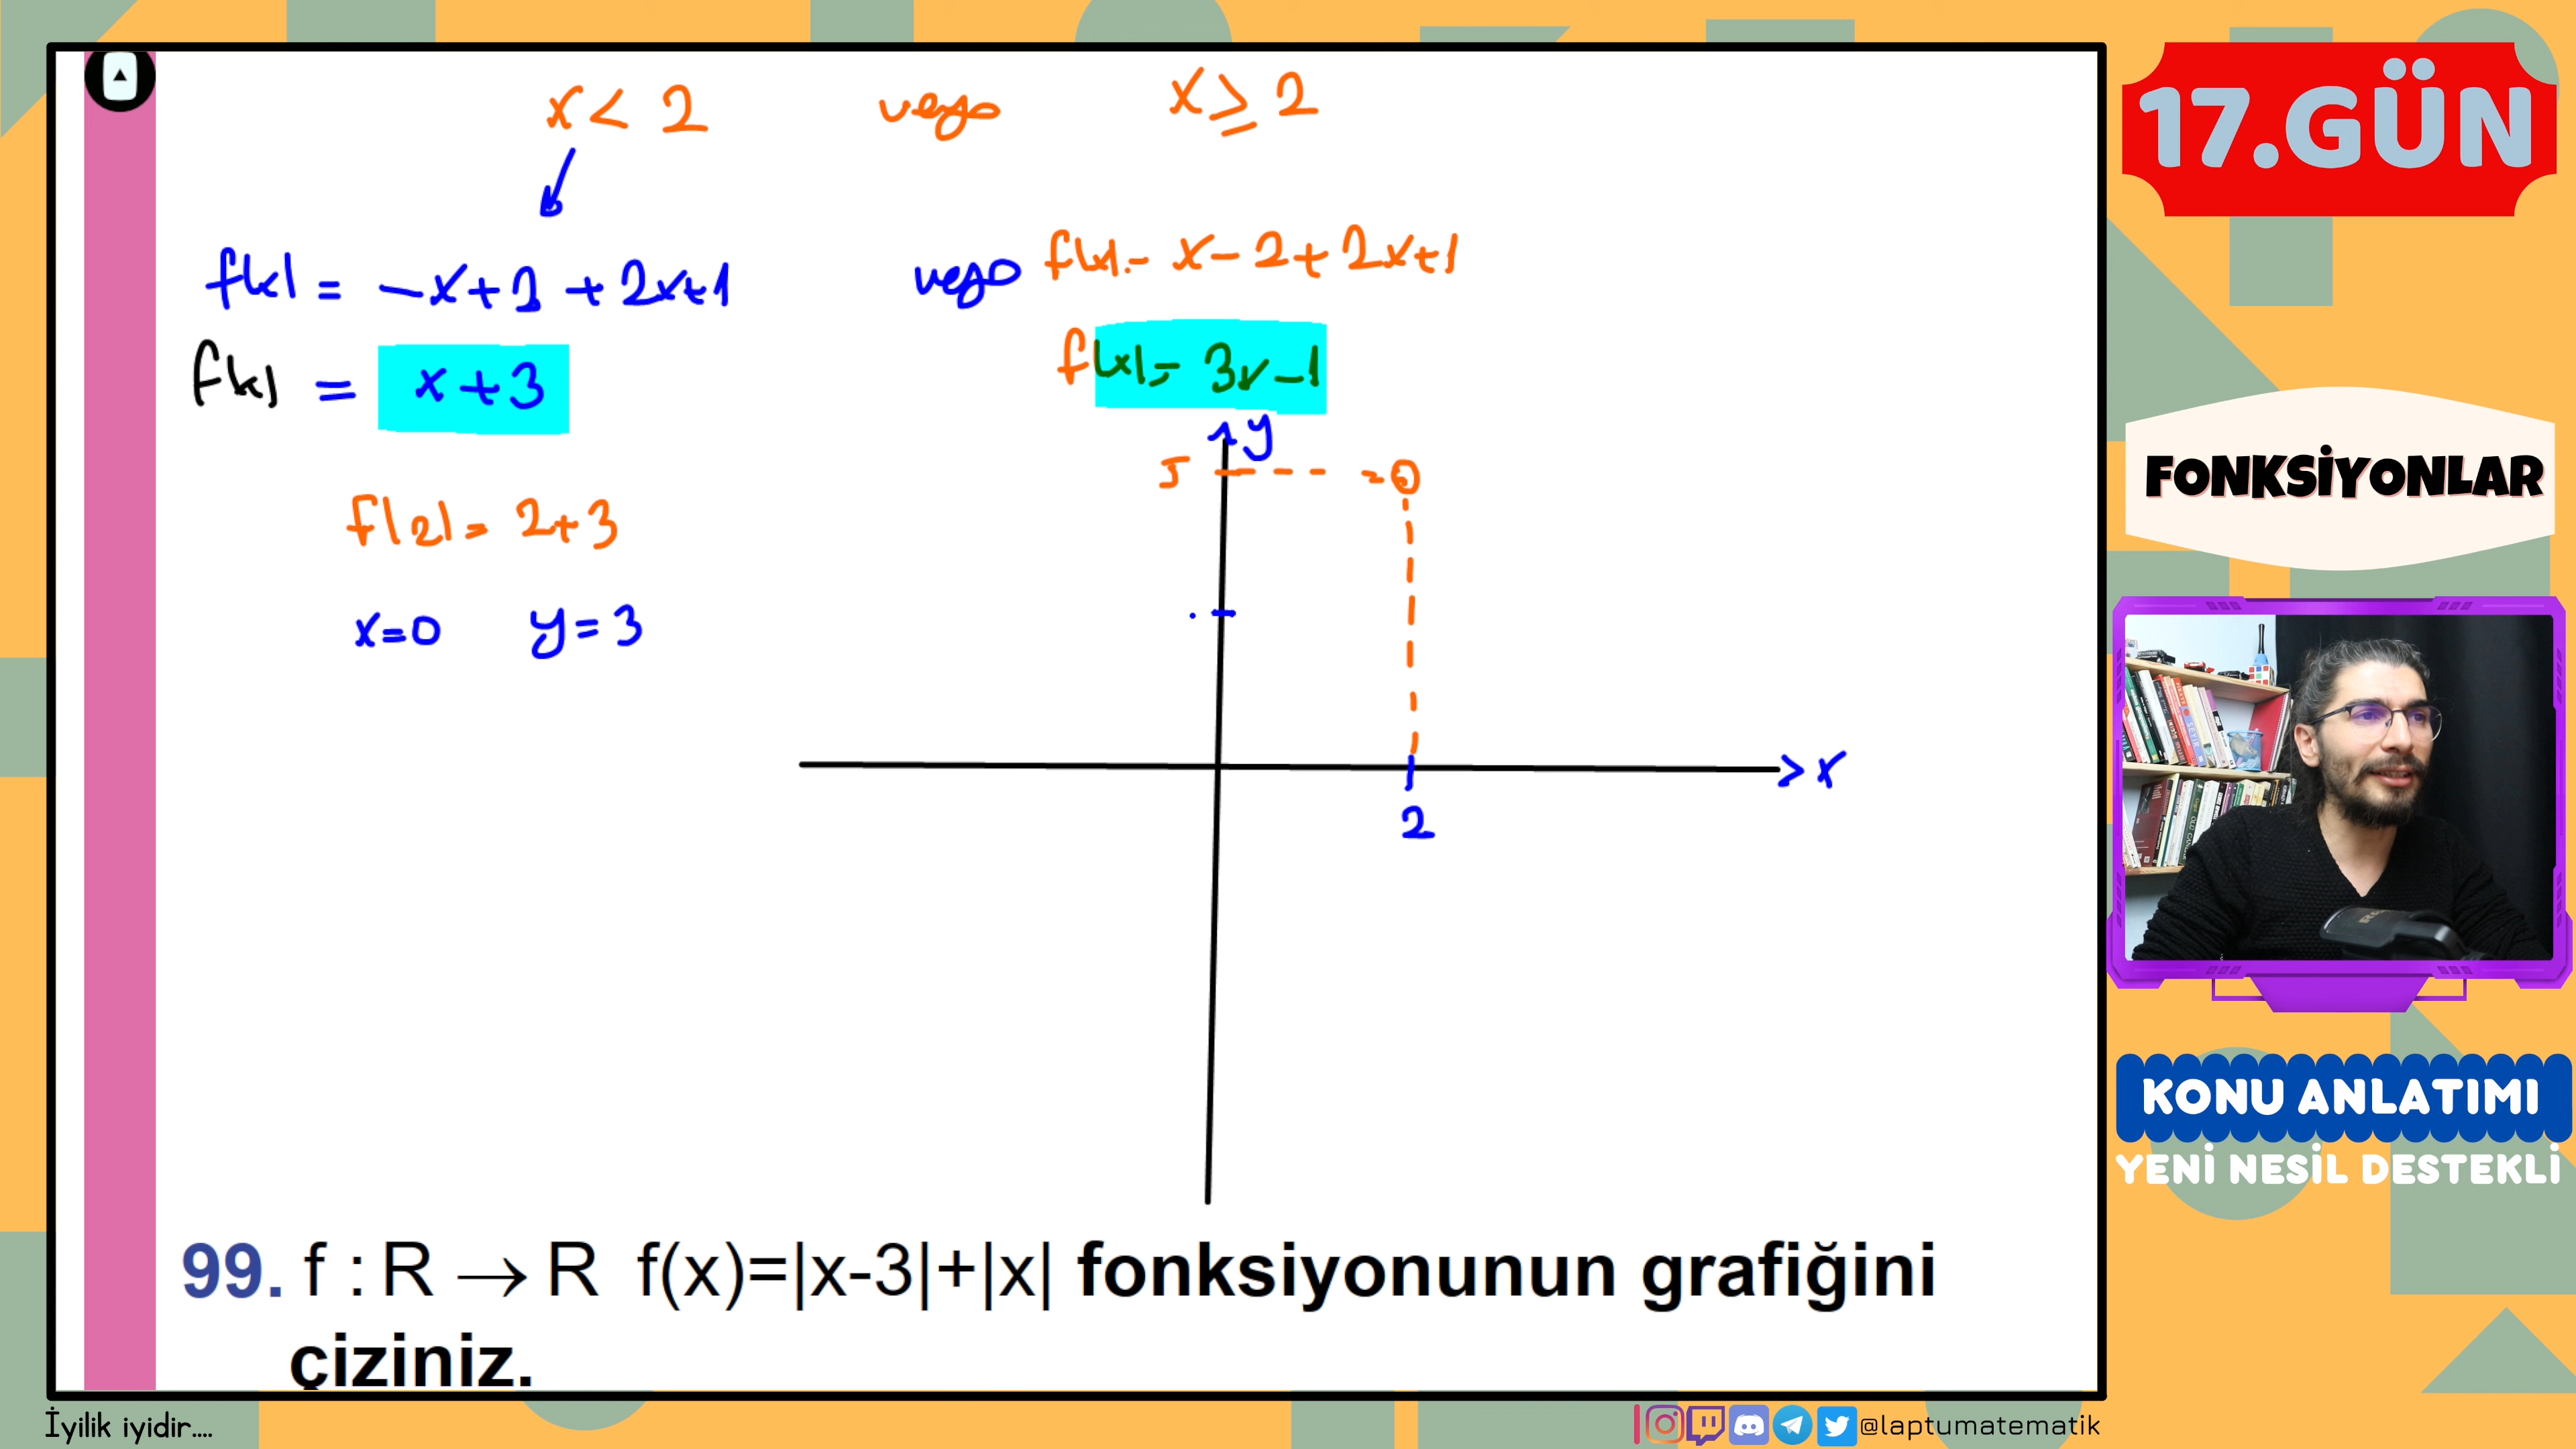 x < 2 veya x ≥ 2
f(x) = -x+2 +2x+1 veya f(x) = x-2+2x+1
f(x) = x+3
f(x) = 3x-1
y
5
f(2) = 2+3
x=0 y=3
x
2
99. f : R → R f(x)=|x-3|+|x| fonksiyonunun grafiğini
çiziniz.
17.GÜN
FONKSİYONLAR
KONU ANLATIMI
YENİ NESİL DESTEKLİ
İyilik iyidir....
@laptumatematik